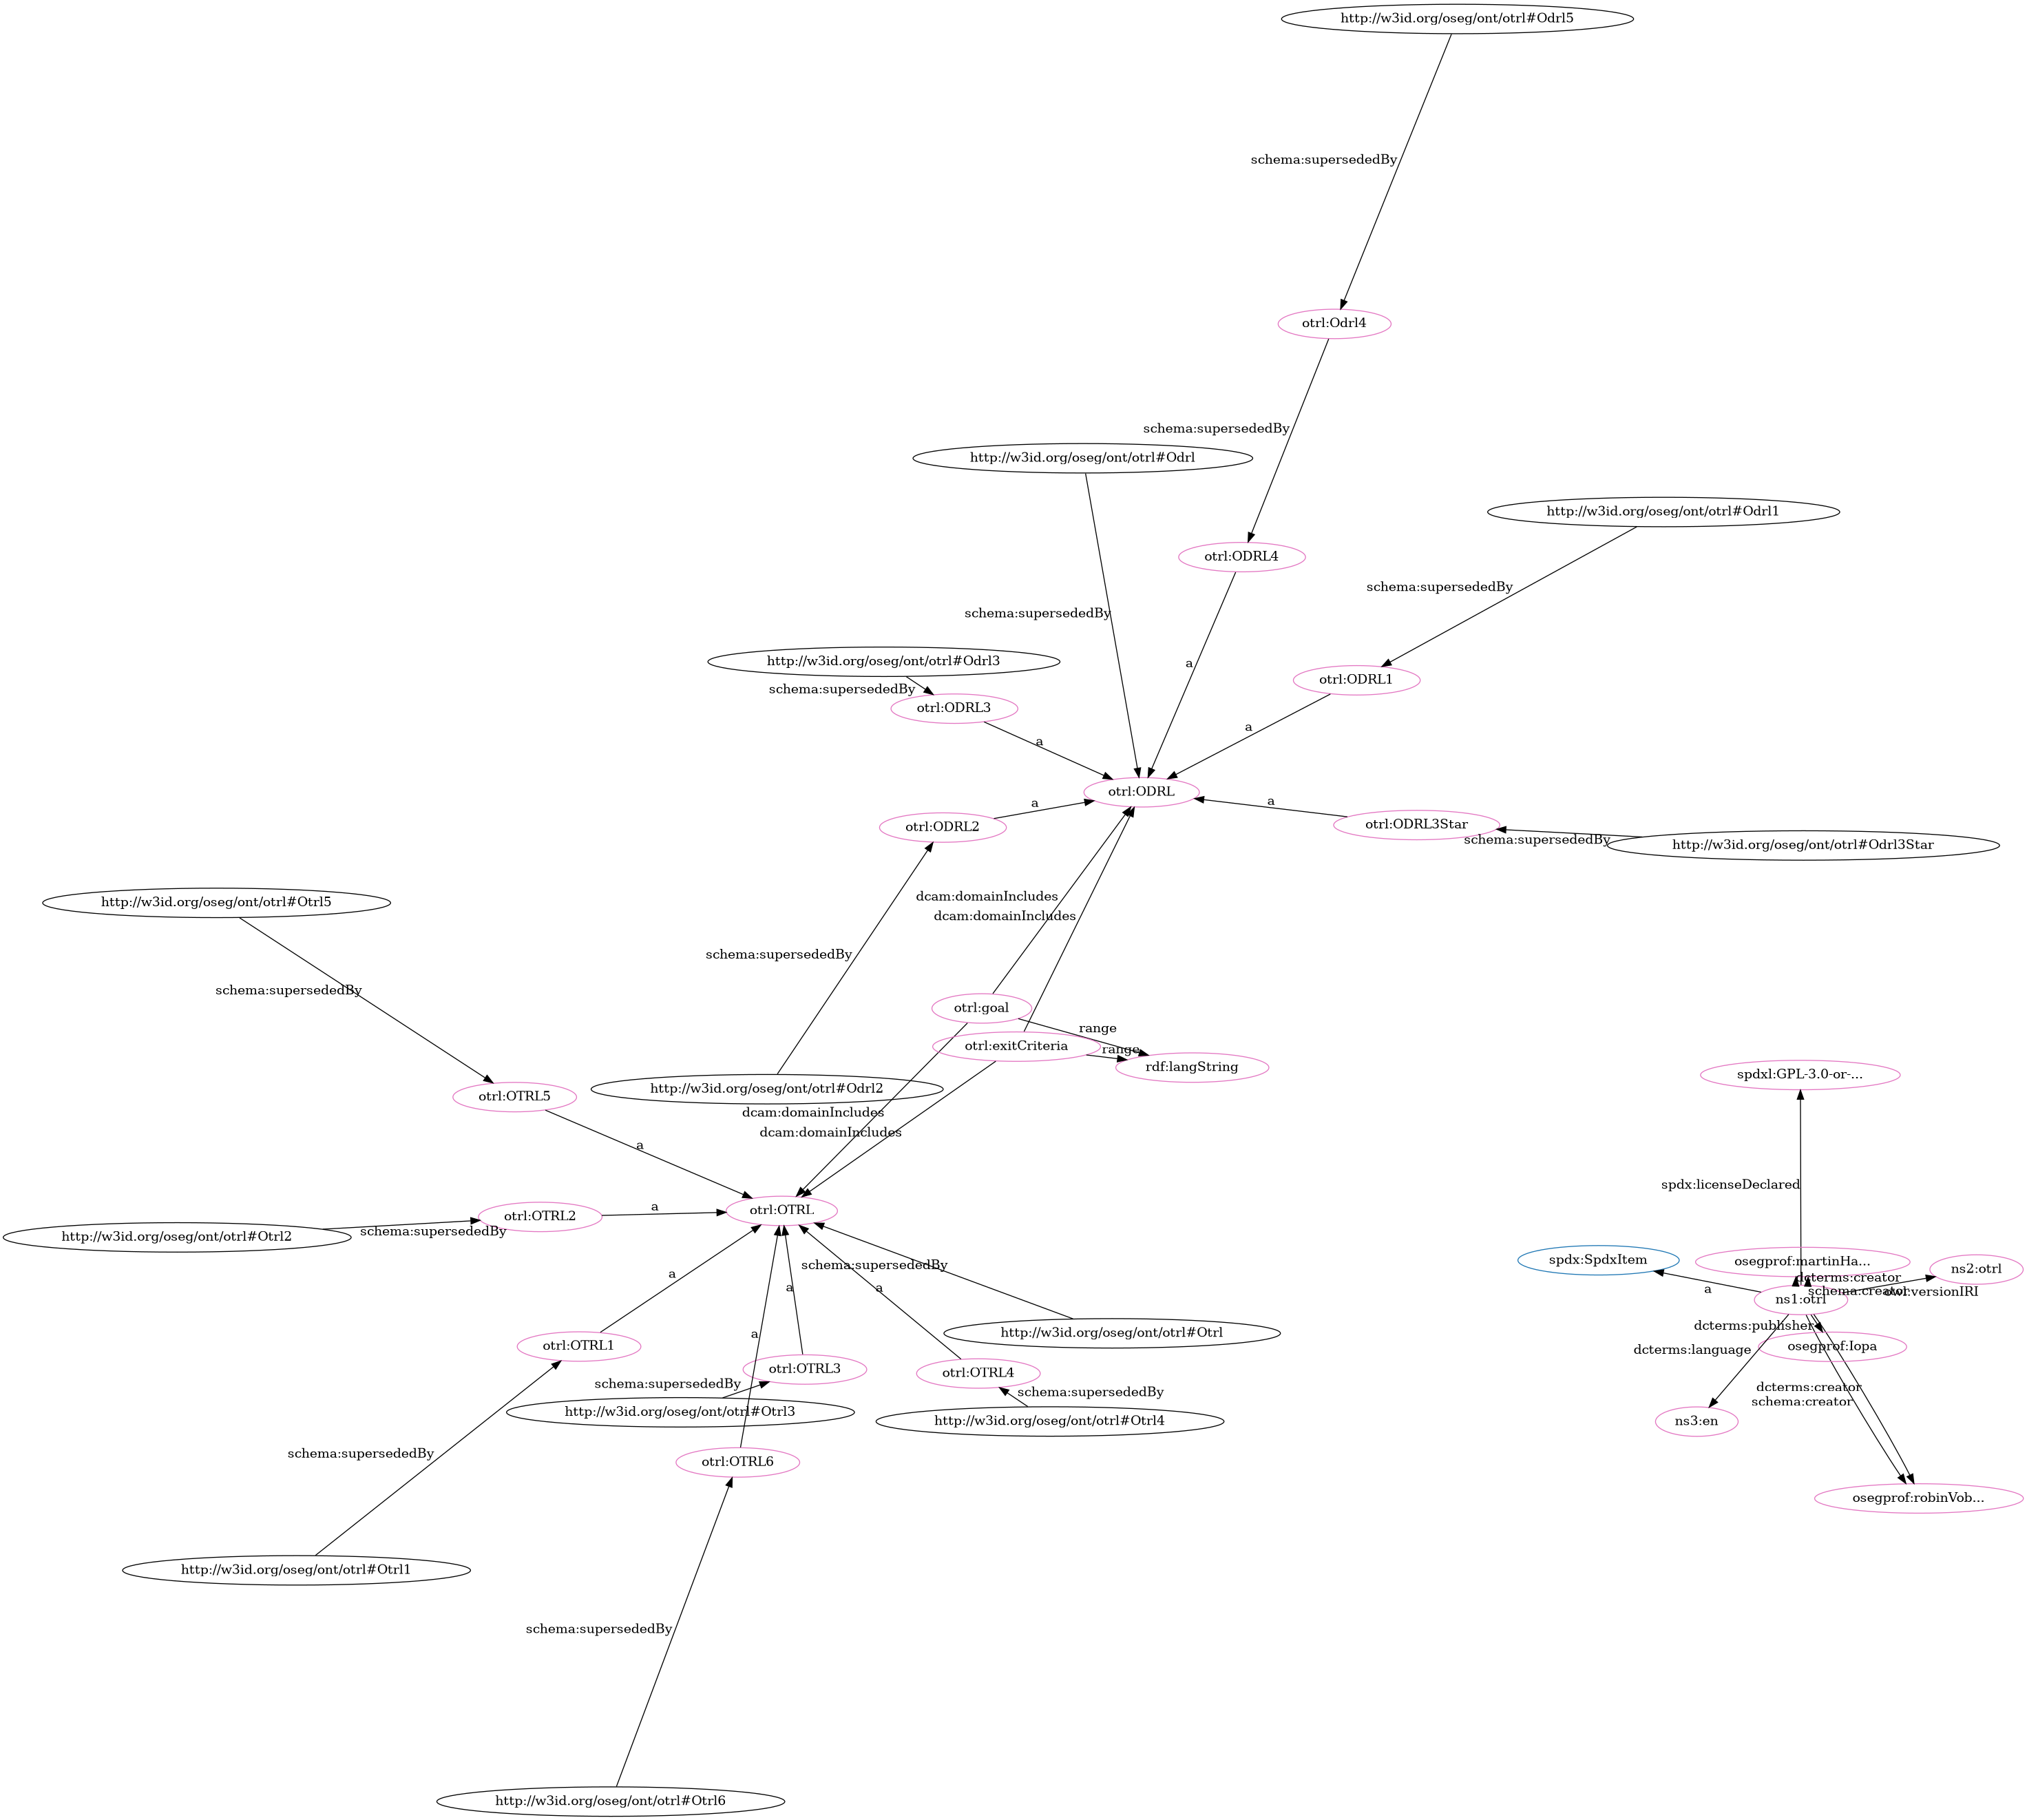 http://w3id.org/oseg/ont/otrl#Odrl5
schema:supersededBy
otrl:Odrl4
schema:supersededBy
http://w3id.org/oseg/ont/otrl#Odrl
http://w3id.org/oseg/ont/otrl#Odrl1
otrl:ODRL4
schema:supersededBy
schema:supersededBy
http://w3id.org/oseg/ont/otrl#Odrl3
a
otrl:ODRL1
schema:supersededBy
otrl:ODRL3
a
a
otrl:ODRL
a
a
otrl:ODRL2
otrl:ODRL3Star
schema:supersededBy
http://w3id.org/oseg/ont/otrl#Odrl3Star
dcam:domainIncludes
http://w3id.org/oseg/ont/otrl#Otrl5
dcam:domainIncludes
schema:supersededBy
schema:supersededBy
otrl:goal
range
otrl:exitCriteria
range
rdf:langString
spdxl:GPL-3.0-or-...
http://w3id.org/oseg/ont/otrl#Odrl2
otrl:OTRL5
dcam:domainIncludes
dcam:domainIncludes
a
spdx:licenseDeclared
a
otrl:OTRL
otrl:OTRL2
schema:supersededBy
http://w3id.org/oseg/ont/otrl#Otrl2
spdx:SpdxItem
osegprof:martinHa...
schema:supersededBy
ns2:otrl
a
dcterms:creator
a
a
a
schema:creator
owl:versionIRI
ns1:otrl
dcterms:publisher
http://w3id.org/oseg/ont/otrl#Otrl
a
otrl:OTRL1
osegprof:Iopa
dcterms:language
otrl:OTRL3
otrl:OTRL4
schema:supersededBy
schema:supersededBy
dcterms:creator
schema:creator
http://w3id.org/oseg/ont/otrl#Otrl3
http://w3id.org/oseg/ont/otrl#Otrl4
ns3:en
schema:supersededBy
otrl:OTRL6
osegprof:robinVob...
http://w3id.org/oseg/ont/otrl#Otrl1
schema:supersededBy
http://w3id.org/oseg/ont/otrl#Otrl6